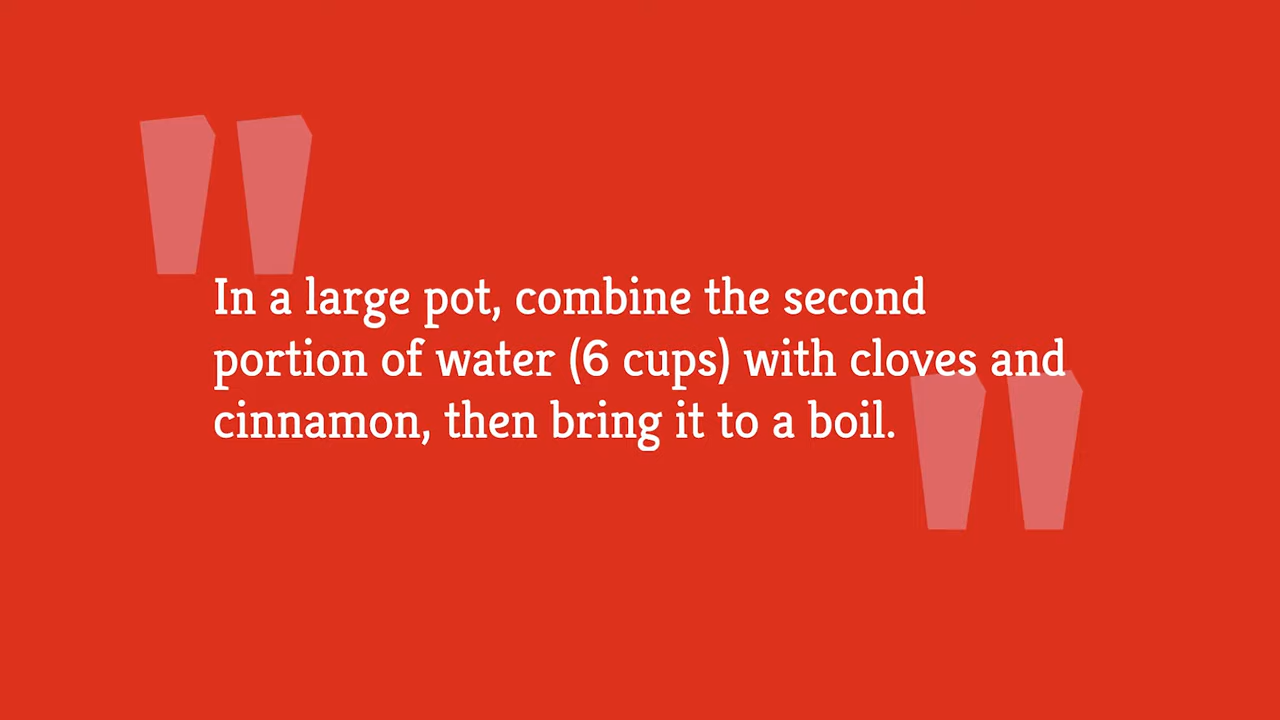 In a large pot, combine the second
portion of water (6 cups) with cloves and
cinnamon, then bring it to a boil.